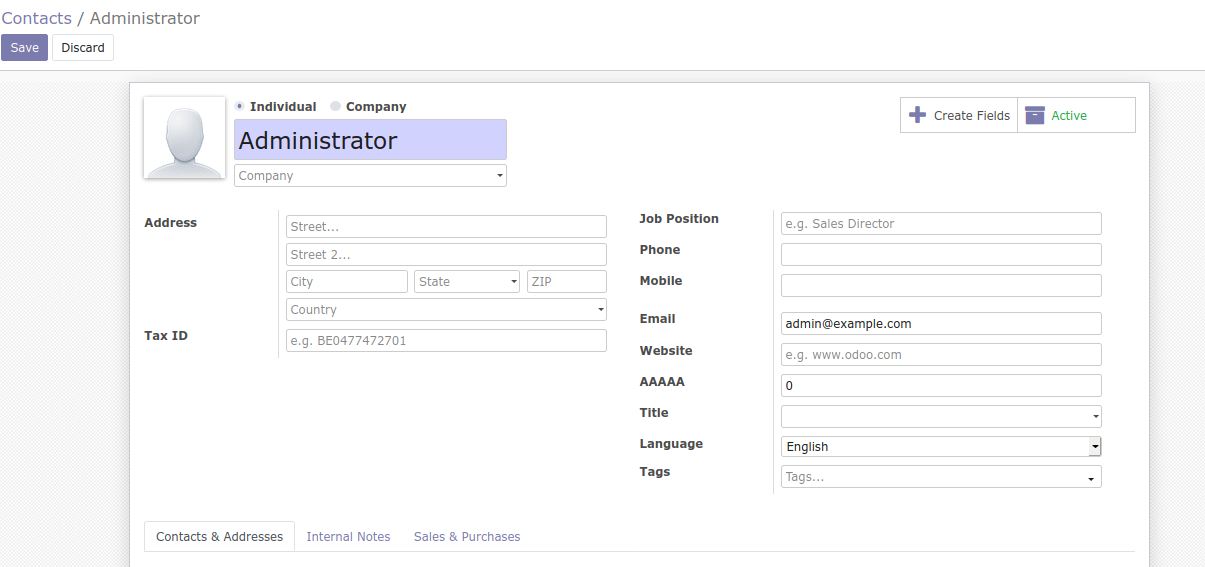 Contacts / Administrator
Save Discard
Individual Company
Create Fields Active
Administrator
Company
Address
Street...
Street 2...
City State ZIP
Country
Tax ID e.g. BE0477472701
Job Position e.g. Sales Director
Phone
Mobile
Email admin@example.com
Website e.g. www.odoo.com
AAAAA 0
Title
Language English
Tags Tags...
Contacts & Addresses Internal Notes Sales & Purchases